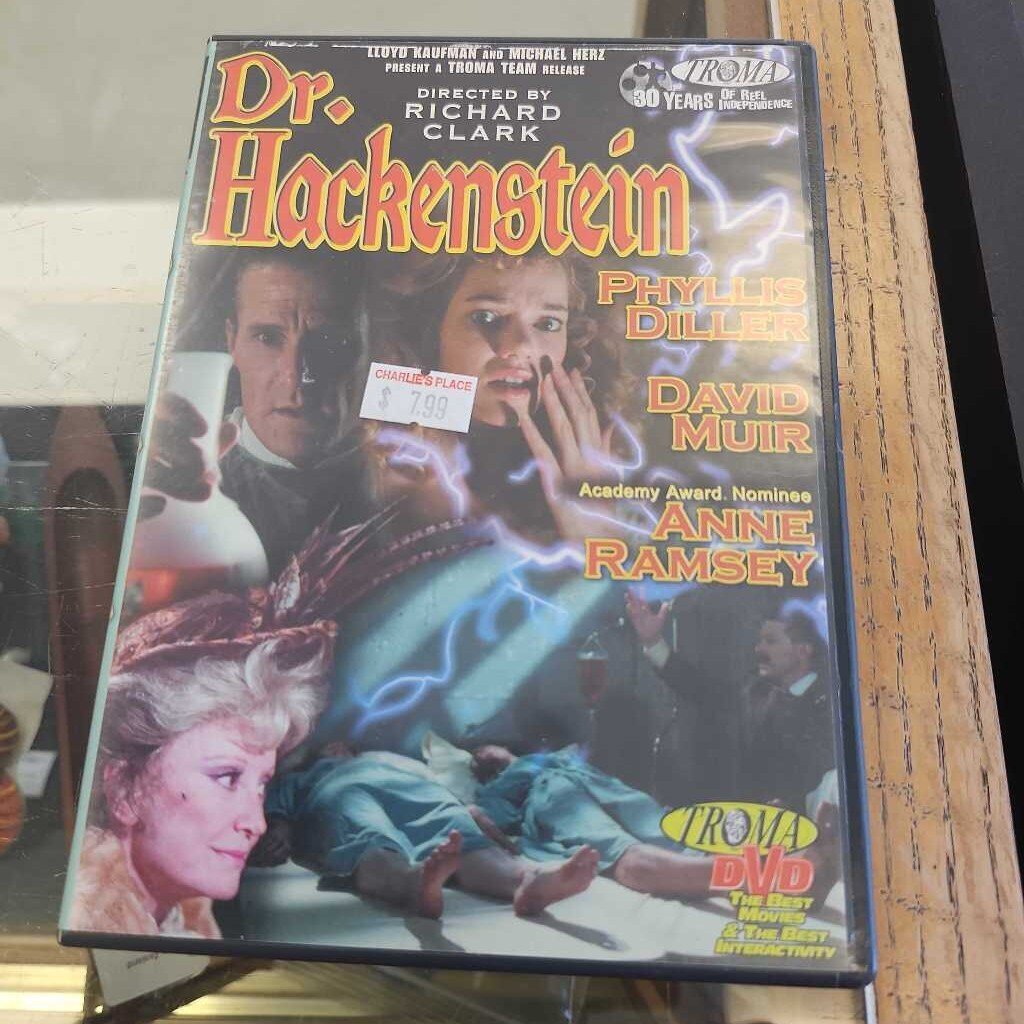 LLOYD KAUFMAN AND MICHAEL HERZ
PRESENT A TROMA TEAM RELEASE
DIRECTED BY
RICHARD
CLARK
TROMA
30 YEARS OF REEL INDEPENDENCE
Dr.
Hackenstein
PHYLLIS
DILLER
CHARLIE'S PLACE
$ 7.99
DAVID
MUIR
Academy Award Nominee
ANNE
RAMSEY
TROMA
DVD
THE BEST
MOVIES
& THE BEST
INTERACTIVITY